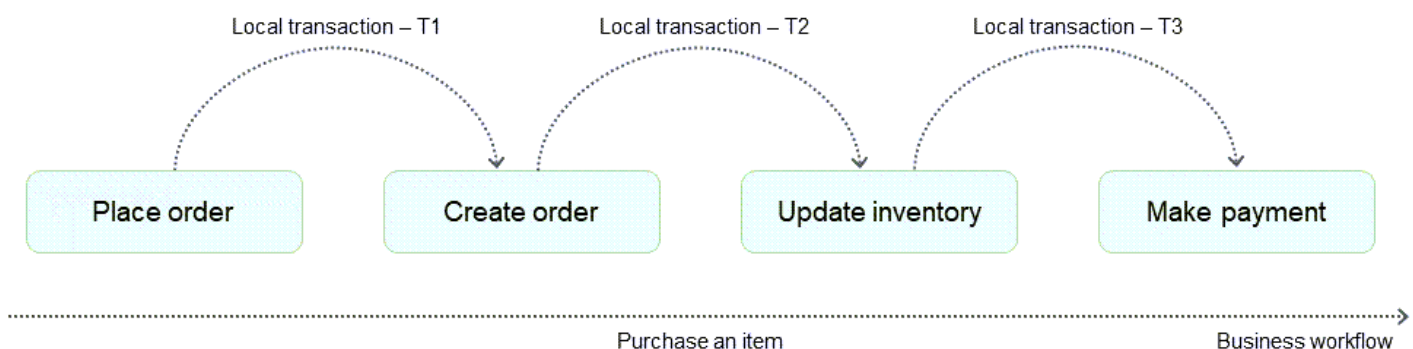 Local transaction – T1
Local transaction – T2
Local transaction – T3
Place order
Create order
Update inventory
Make payment
Purchase an item
Business workflow